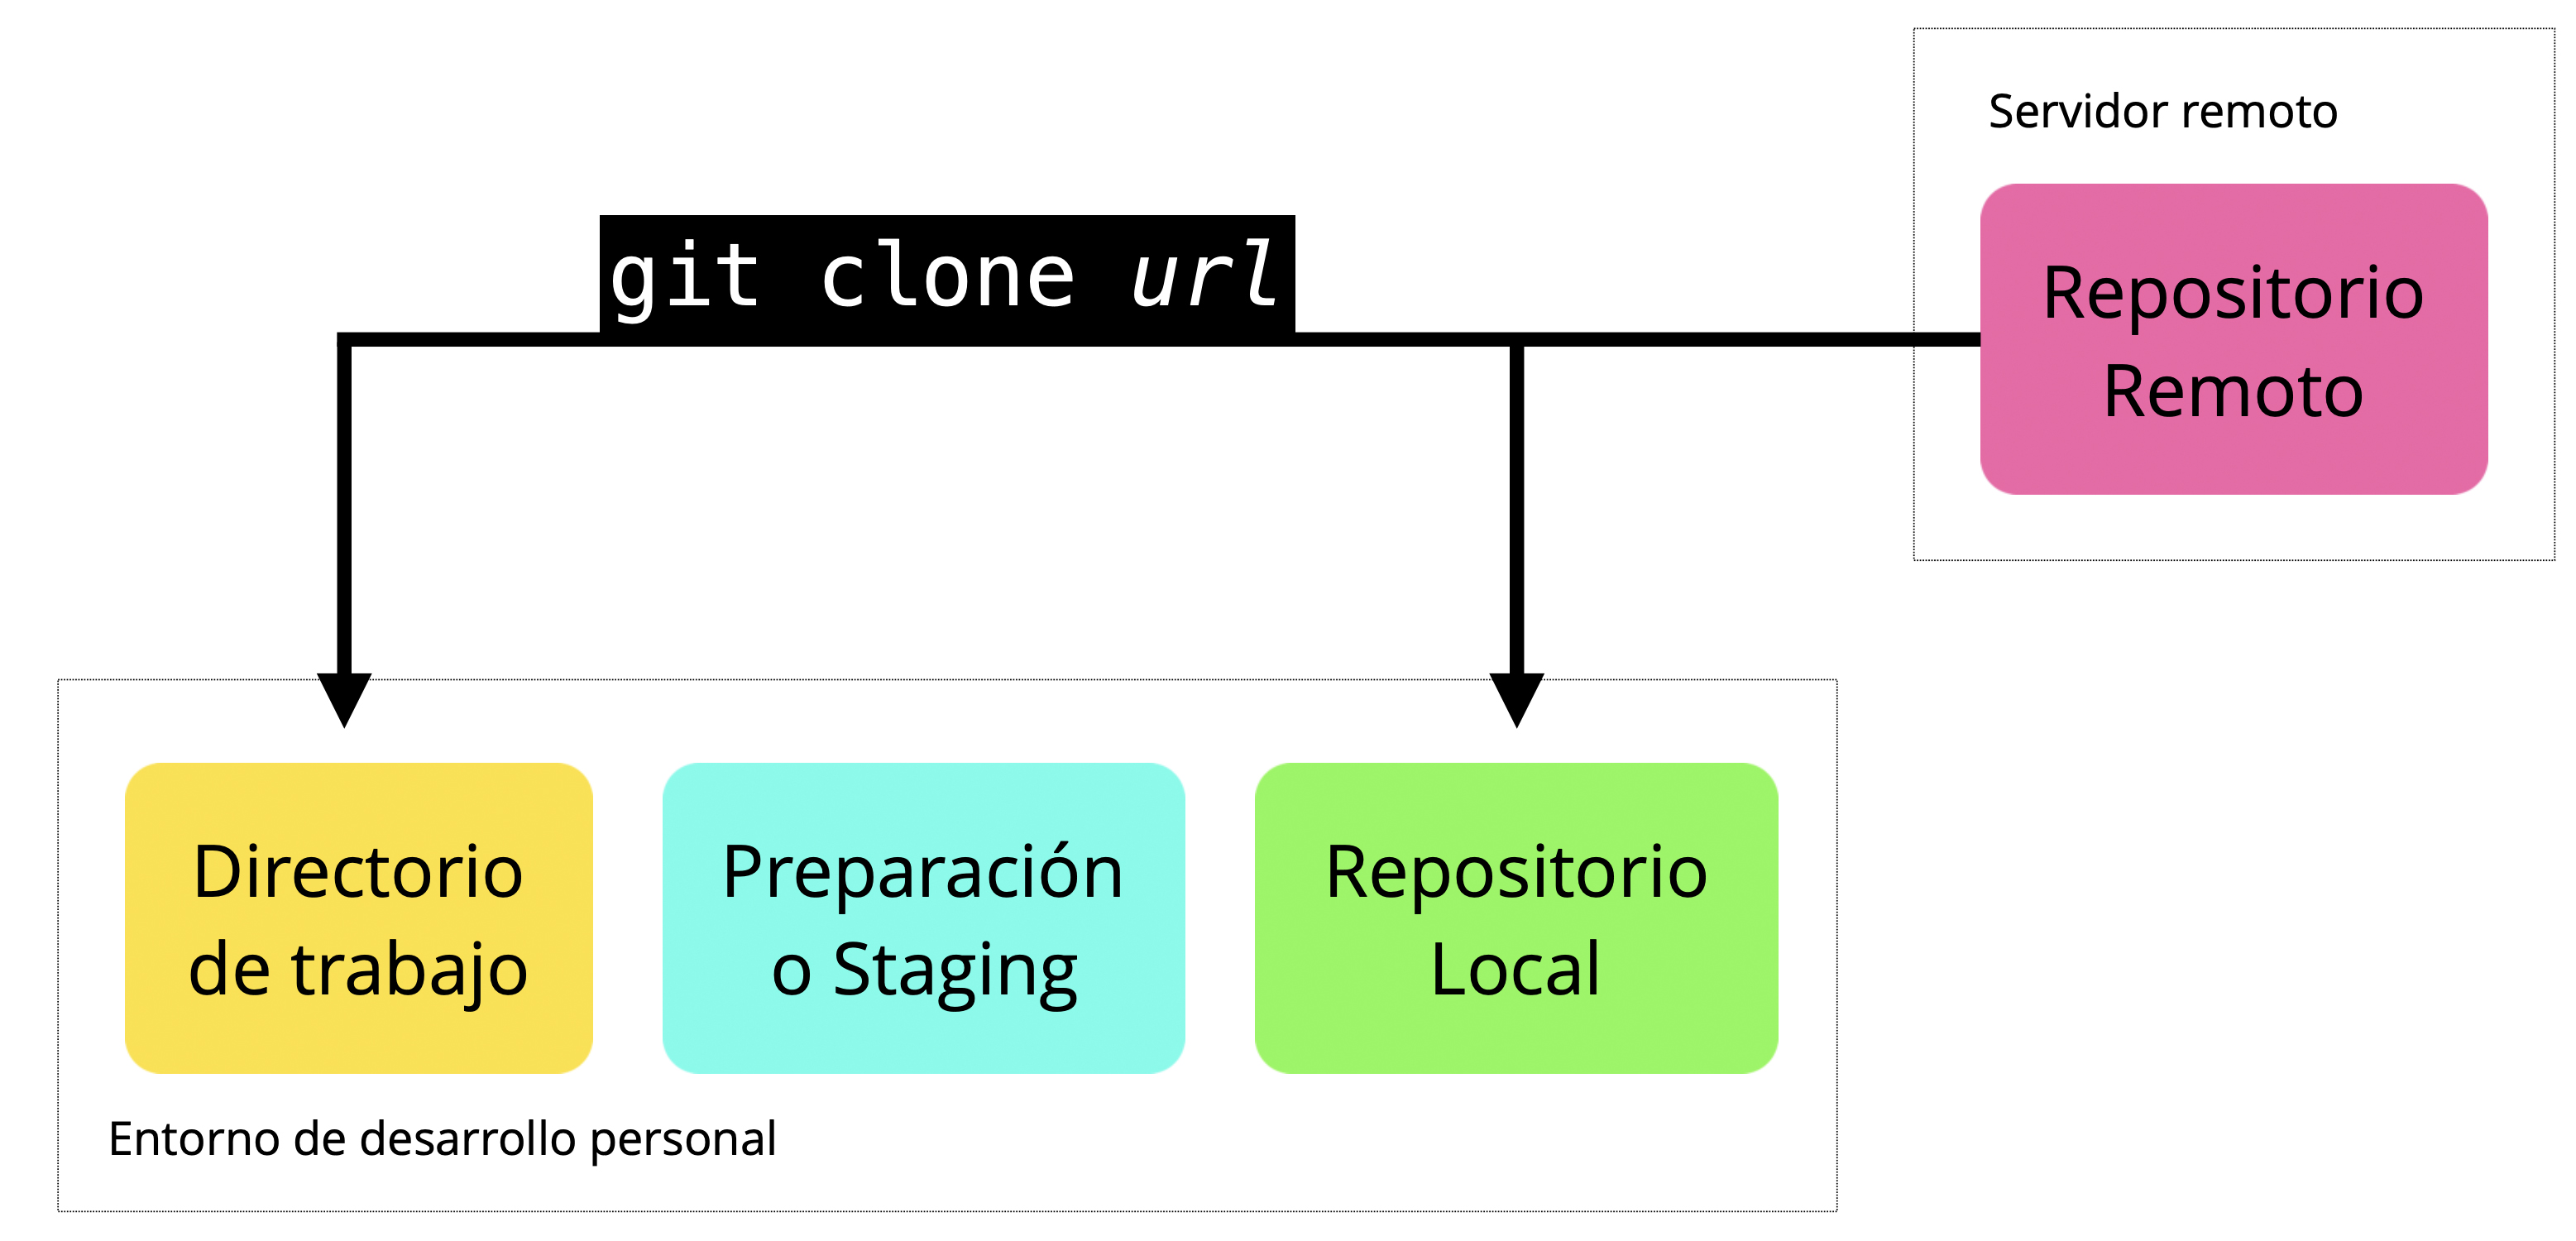 Servidor remoto
git clone url
Repositorio
Remoto
Directorio
de trabajo
Preparación
o Staging
Repositorio
Local
Entorno de desarrollo personal